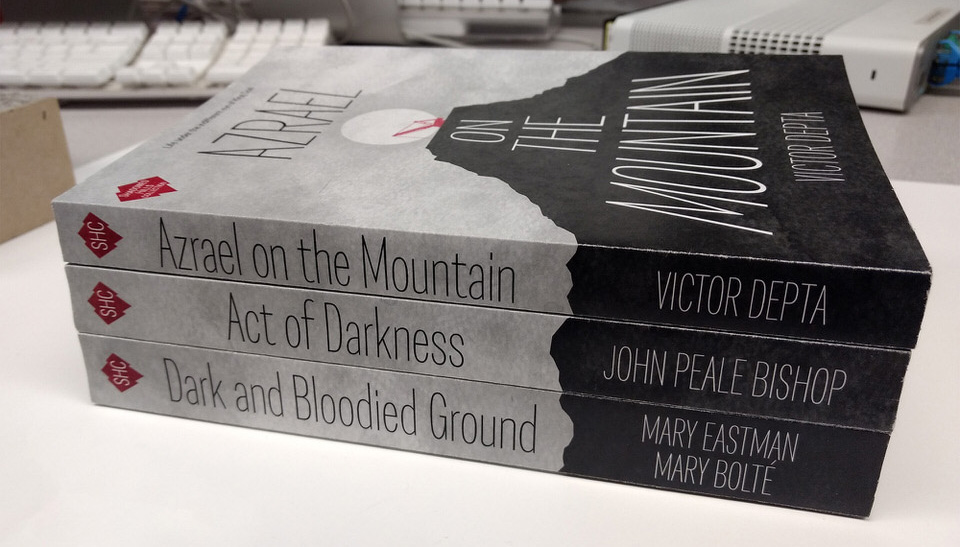 AZRAEL
ON
THE
MOUNTAIN
VICTOR DEPTA
SHC
Azrael on the Mountain
VICTOR DEPTA
SHC
Act of Darkness
JOHN PEALE BISHOP
SHC
Dark and Bloodied Ground
MARY EASTMAN
MARY BOLTÉ